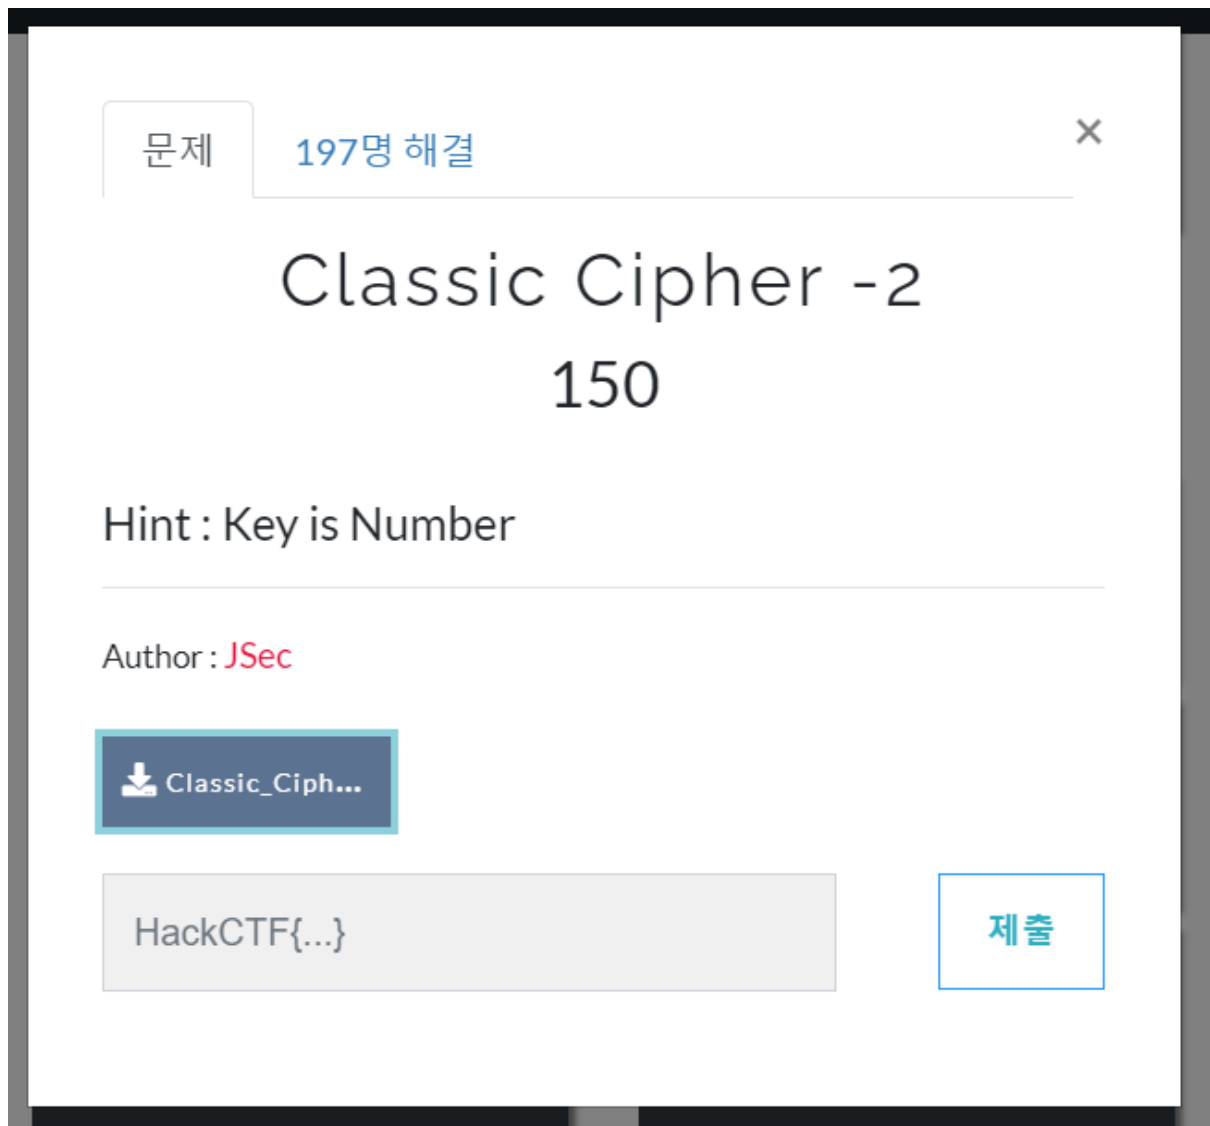 문제 197명 해결 ×
Classic Cipher -2
150
Hint : Key is Number
Author : JSec
Classic_Ciph...
HackCTF{...} 제출